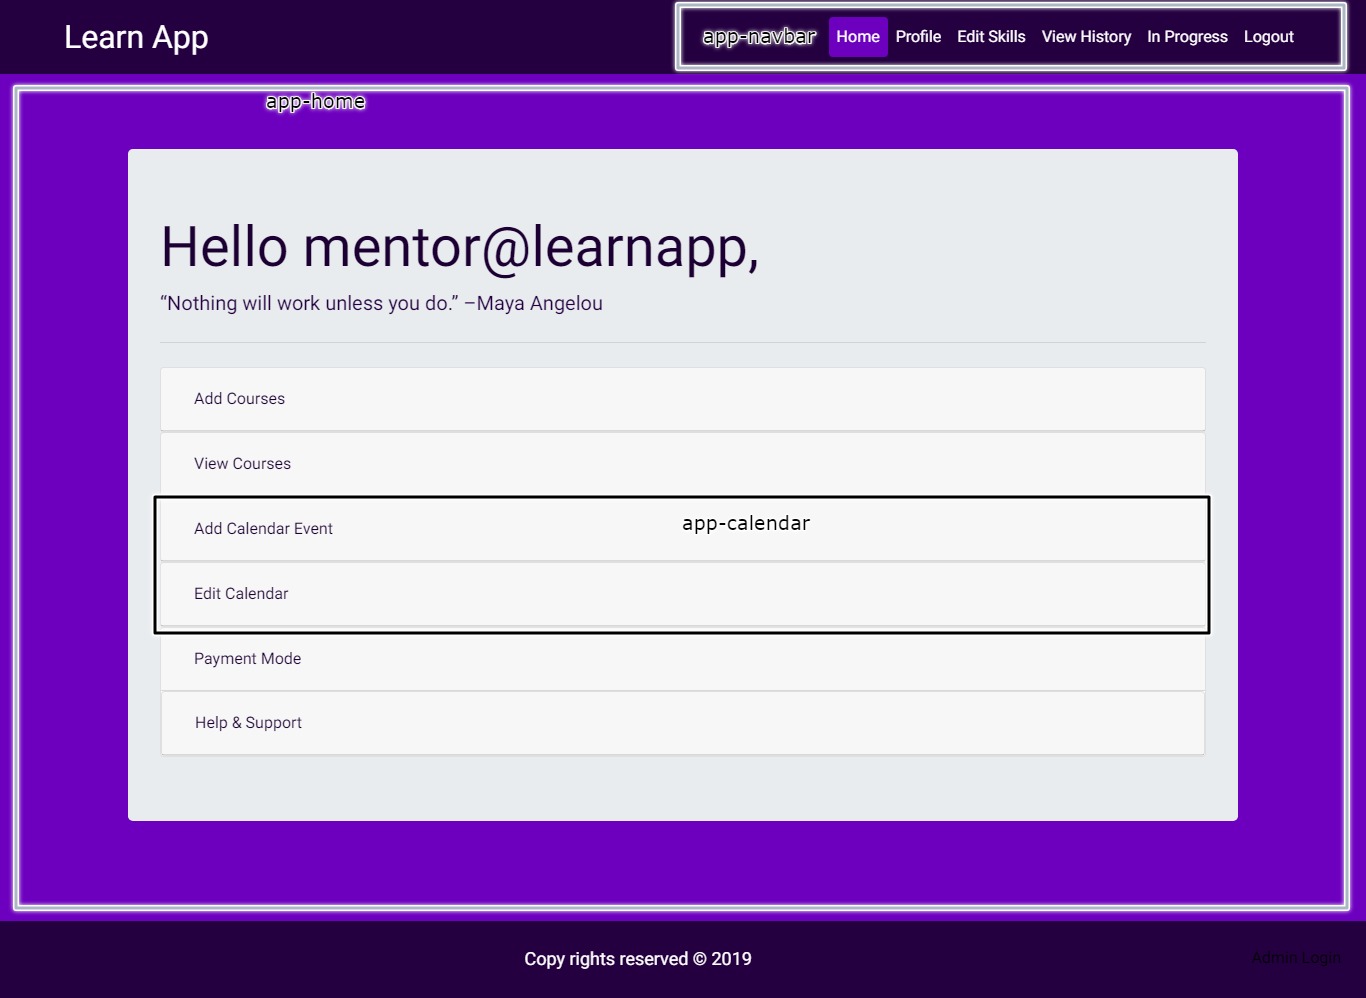 Learn App
app-navbar Home Profile Edit Skills View History In Progress Logout
app-home
Hello mentor@learnapp,
“Nothing will work unless you do.” –Maya Angelou
Add Courses
View Courses
Add Calendar Event
app-calendar
Edit Calendar
Payment Mode
Help & Support
Copy rights reserved © 2019
Admin Login